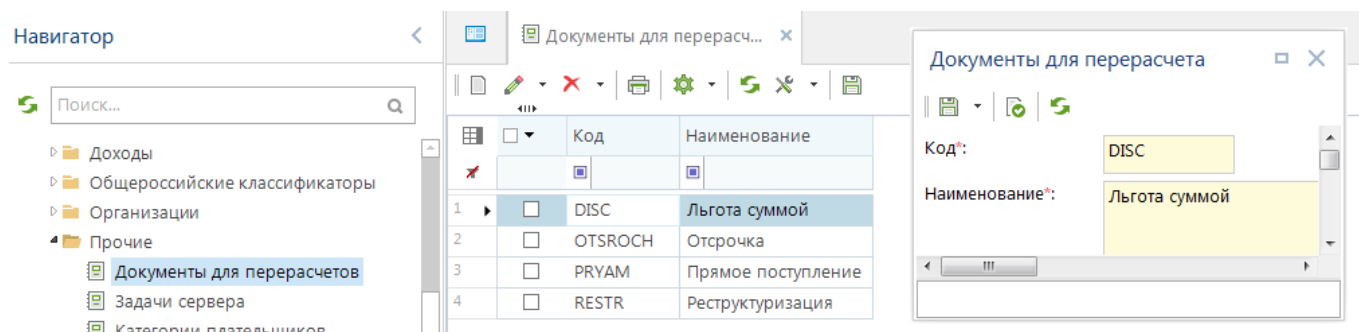 Навигатор
Поиск...
Доходы
Общероссийские классификаторы
Организации
Прочие
Документы для перерасчетов
Задачи сервера
Категории плательщиков
Документы для перерасч...
Код Наименование
1 DISC Льгота суммой
2 OTSROCH Отсрочка
3 PRYAM Прямое поступление
4 RESTR Реструктуризация
Документы для перерасчета
Код*: DISC
Наименование*: Льгота суммой